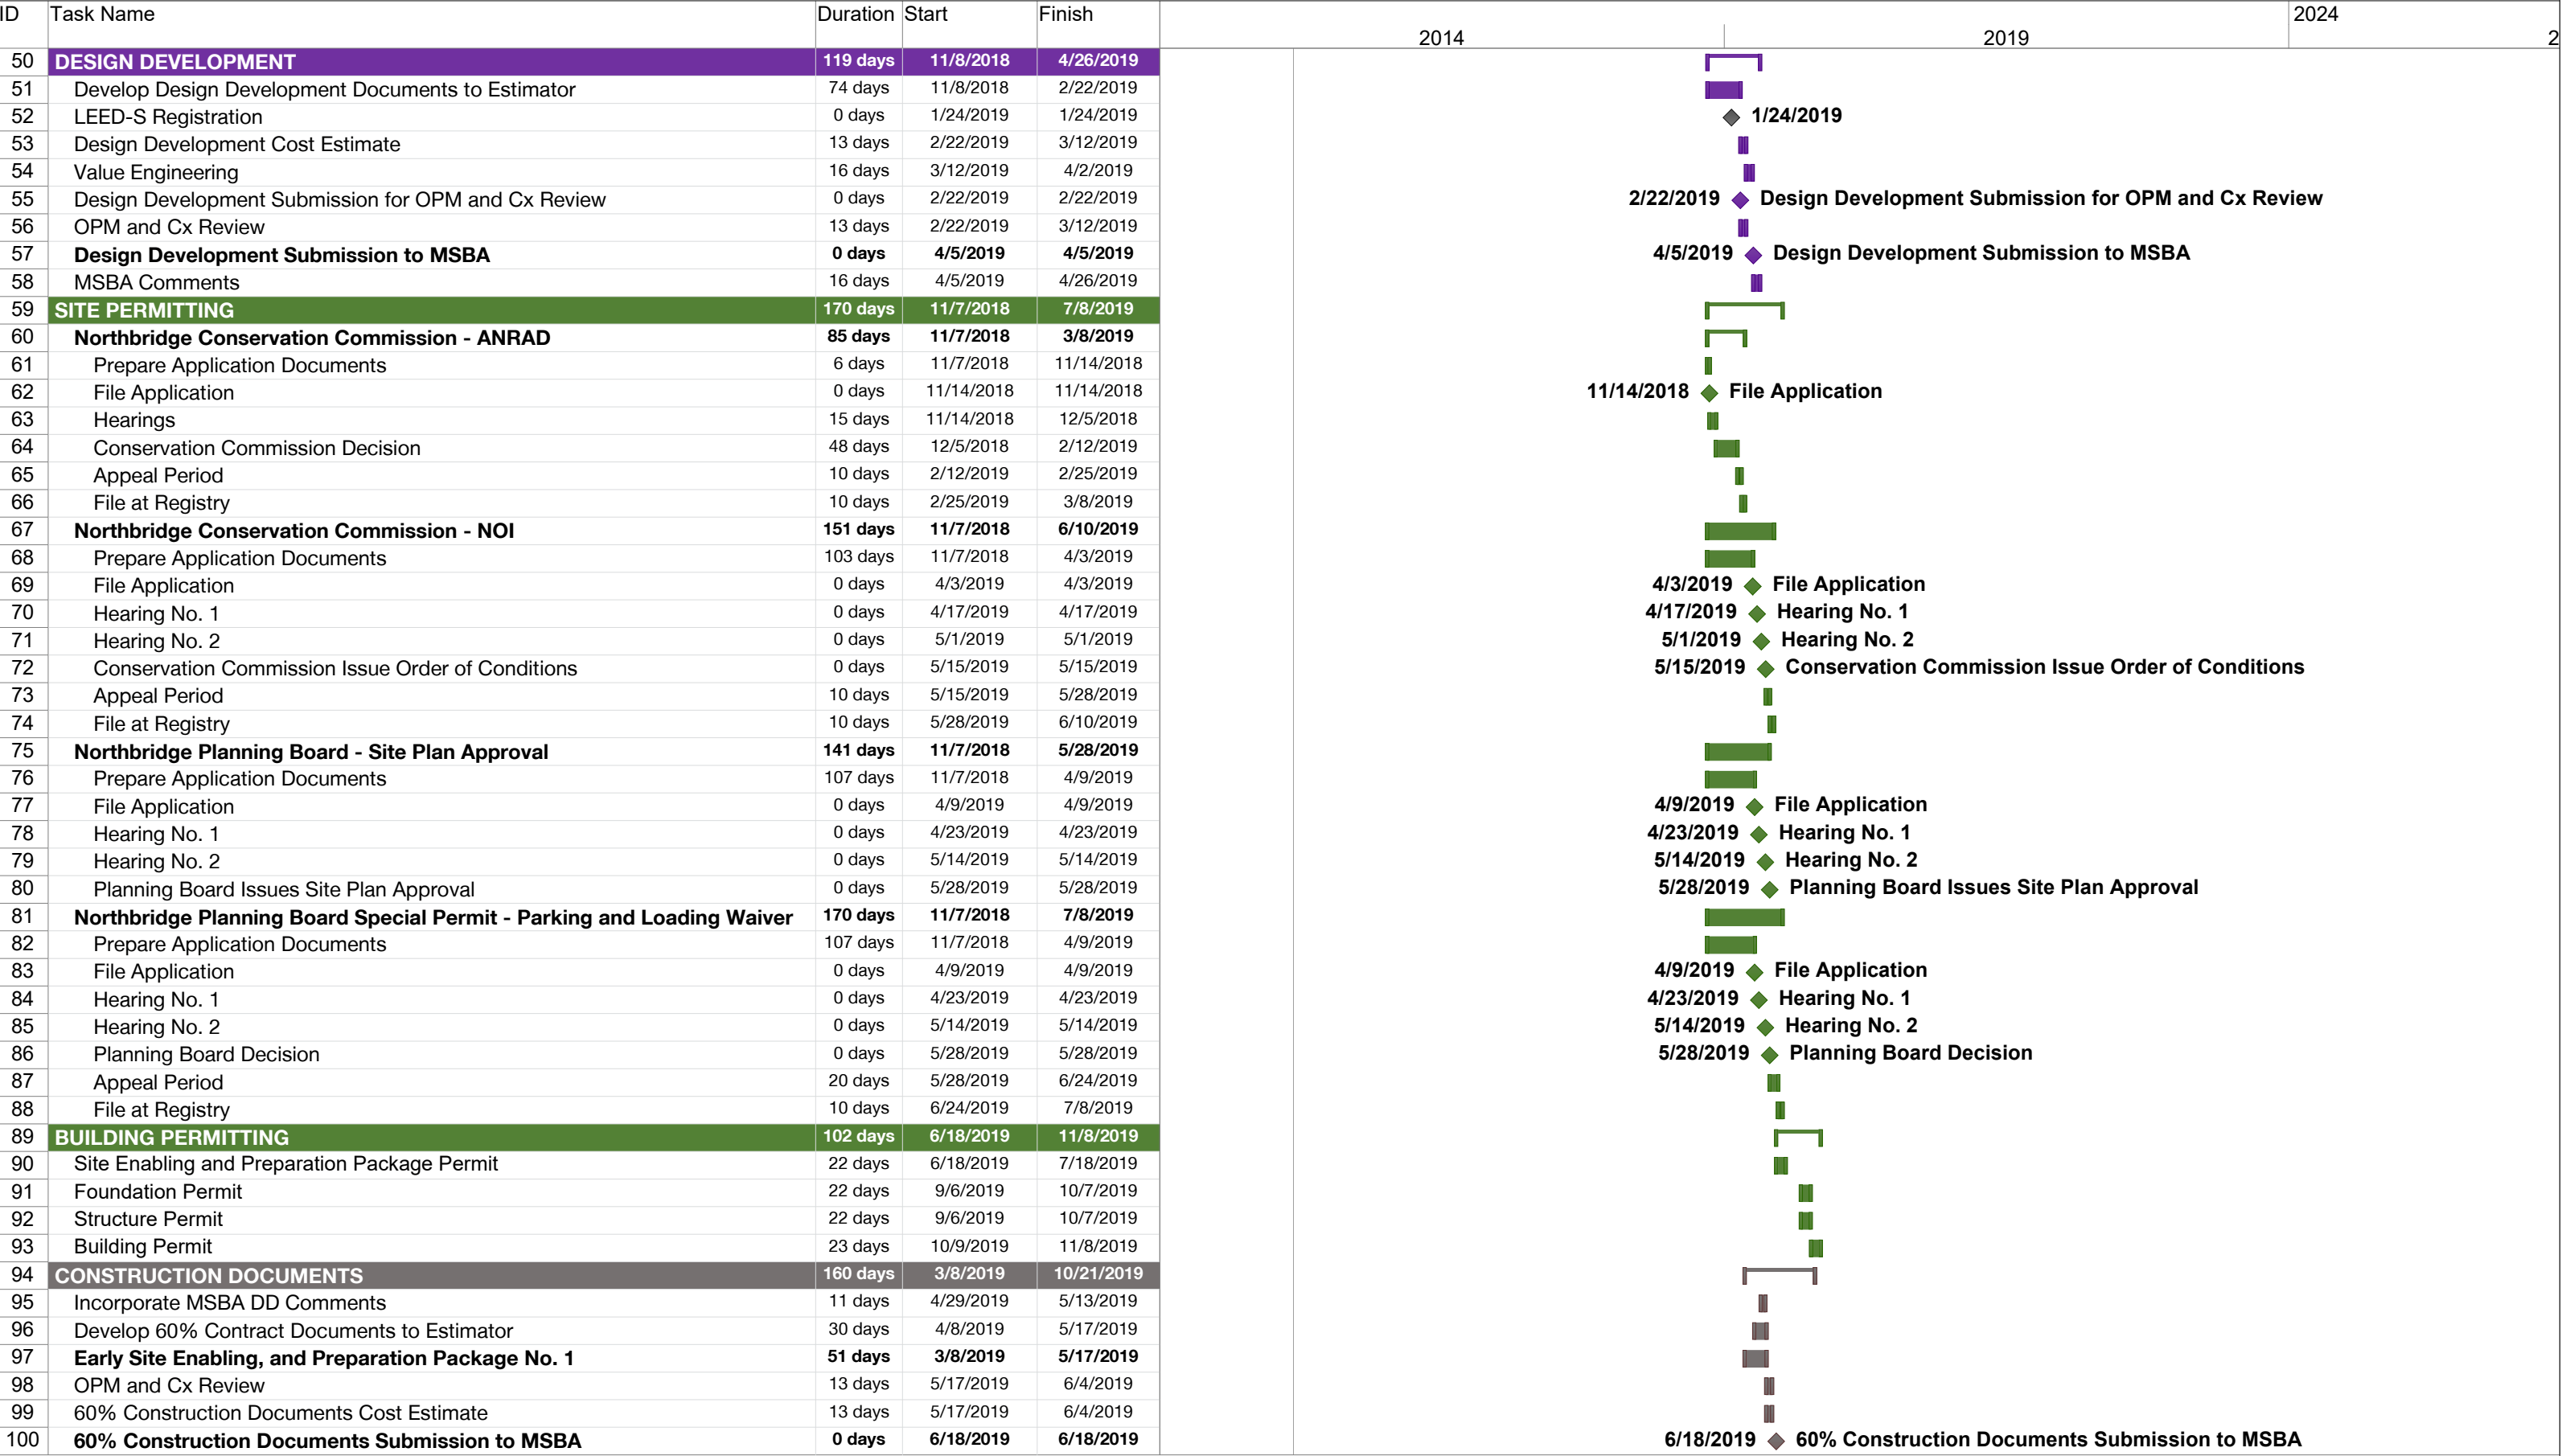 ID Task Name Duration Start Finish 2024
2014 2019 2
50 DESIGN DEVELOPMENT 119 days 11/8/2018 4/26/2019
51 Develop Design Development Documents to Estimator 74 days 11/8/2018 2/22/2019
52 LEED-S Registration 0 days 1/24/2019 1/24/2019 1/24/2019
53 Design Development Cost Estimate 13 days 2/22/2019 3/12/2019
54 Value Engineering 16 days 3/12/2019 4/2/2019
55 Design Development Submission for OPM and Cx Review 0 days 2/22/2019 2/22/2019 2/22/2019 Design Development Submission for OPM and Cx Review
56 OPM and Cx Review 13 days 2/22/2019 3/12/2019
57 Design Development Submission to MSBA 0 days 4/5/2019 4/5/2019 4/5/2019 Design Development Submission to MSBA
58 MSBA Comments 16 days 4/5/2019 4/26/2019
59 SITE PERMITTING 170 days 11/7/2018 7/8/2019
60 Northbridge Conservation Commission - ANRAD 85 days 11/7/2018 3/8/2019
61 Prepare Application Documents 6 days 11/7/2018 11/14/2018
62 File Application 0 days 11/14/2018 11/14/2018 11/14/2018 File Application
63 Hearings 15 days 11/14/2018 12/5/2018
64 Conservation Commission Decision 48 days 12/5/2018 2/12/2019
65 Appeal Period 10 days 2/12/2019 2/25/2019
66 File at Registry 10 days 2/25/2019 3/8/2019
67 Northbridge Conservation Commission - NOI 151 days 11/7/2018 6/10/2019
68 Prepare Application Documents 103 days 11/7/2018 4/3/2019
69 File Application 0 days 4/3/2019 4/3/2019 4/3/2019 File Application
70 Hearing No. 1 0 days 4/17/2019 4/17/2019 4/17/2019 Hearing No. 1
71 Hearing No. 2 0 days 5/1/2019 5/1/2019 5/1/2019 Hearing No. 2
72 Conservation Commission Issue Order of Conditions 0 days 5/15/2019 5/15/2019 5/15/2019 Conservation Commission Issue Order of Conditions
73 Appeal Period 10 days 5/15/2019 5/28/2019
74 File at Registry 10 days 5/28/2019 6/10/2019
75 Northbridge Planning Board - Site Plan Approval 141 days 11/7/2018 5/28/2019
76 Prepare Application Documents 107 days 11/7/2018 4/9/2019
77 File Application 0 days 4/9/2019 4/9/2019 4/9/2019 File Application
78 Hearing No. 1 0 days 4/23/2019 4/23/2019 4/23/2019 Hearing No. 1
79 Hearing No. 2 0 days 5/14/2019 5/14/2019 5/14/2019 Hearing No. 2
80 Planning Board Issues Site Plan Approval 0 days 5/28/2019 5/28/2019 5/28/2019 Planning Board Issues Site Plan Approval
81 Northbridge Planning Board Special Permit - Parking and Loading Waiver 170 days 11/7/2018 7/8/2019
82 Prepare Application Documents 107 days 11/7/2018 4/9/2019
83 File Application 0 days 4/9/2019 4/9/2019 4/9/2019 File Application
84 Hearing No. 1 0 days 4/23/2019 4/23/2019 4/23/2019 Hearing No. 1
85 Hearing No. 2 0 days 5/14/2019 5/14/2019 5/14/2019 Hearing No. 2
86 Planning Board Decision 0 days 5/28/2019 5/28/2019 5/28/2019 Planning Board Decision
87 Appeal Period 20 days 5/28/2019 6/24/2019
88 File at Registry 10 days 6/24/2019 7/8/2019
89 BUILDING PERMITTING 102 days 6/18/2019 11/8/2019
90 Site Enabling and Preparation Package Permit 22 days 6/18/2019 7/18/2019
91 Foundation Permit 22 days 9/6/2019 10/7/2019
92 Structure Permit 22 days 9/6/2019 10/7/2019
93 Building Permit 23 days 10/9/2019 11/8/2019
94 CONSTRUCTION DOCUMENTS 160 days 3/8/2019 10/21/2019
95 Incorporate MSBA DD Comments 11 days 4/29/2019 5/13/2019
96 Develop 60% Contract Documents to Estimator 30 days 4/8/2019 5/17/2019
97 Early Site Enabling, and Preparation Package No. 1 51 days 3/8/2019 5/17/2019
98 OPM and Cx Review 13 days 5/17/2019 6/4/2019
99 60% Construction Documents Cost Estimate 13 days 5/17/2019 6/4/2019
100 60% Construction Documents Submission to MSBA 0 days 6/18/2019 6/18/2019 6/18/2019 60% Construction Documents Submission to MSBA